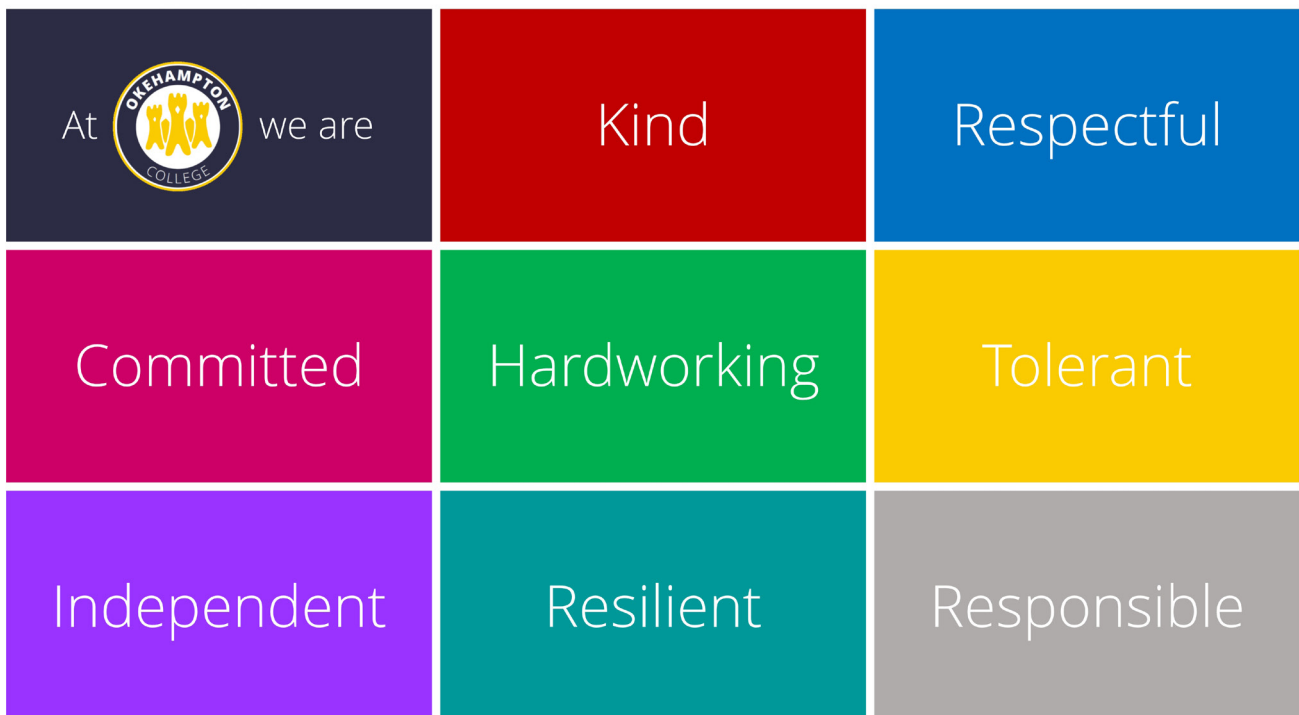 At OKEHAMPTON COLLEGE we are
Kind
Respectful
Committed
Hardworking
Tolerant
Independent
Resilient
Responsible